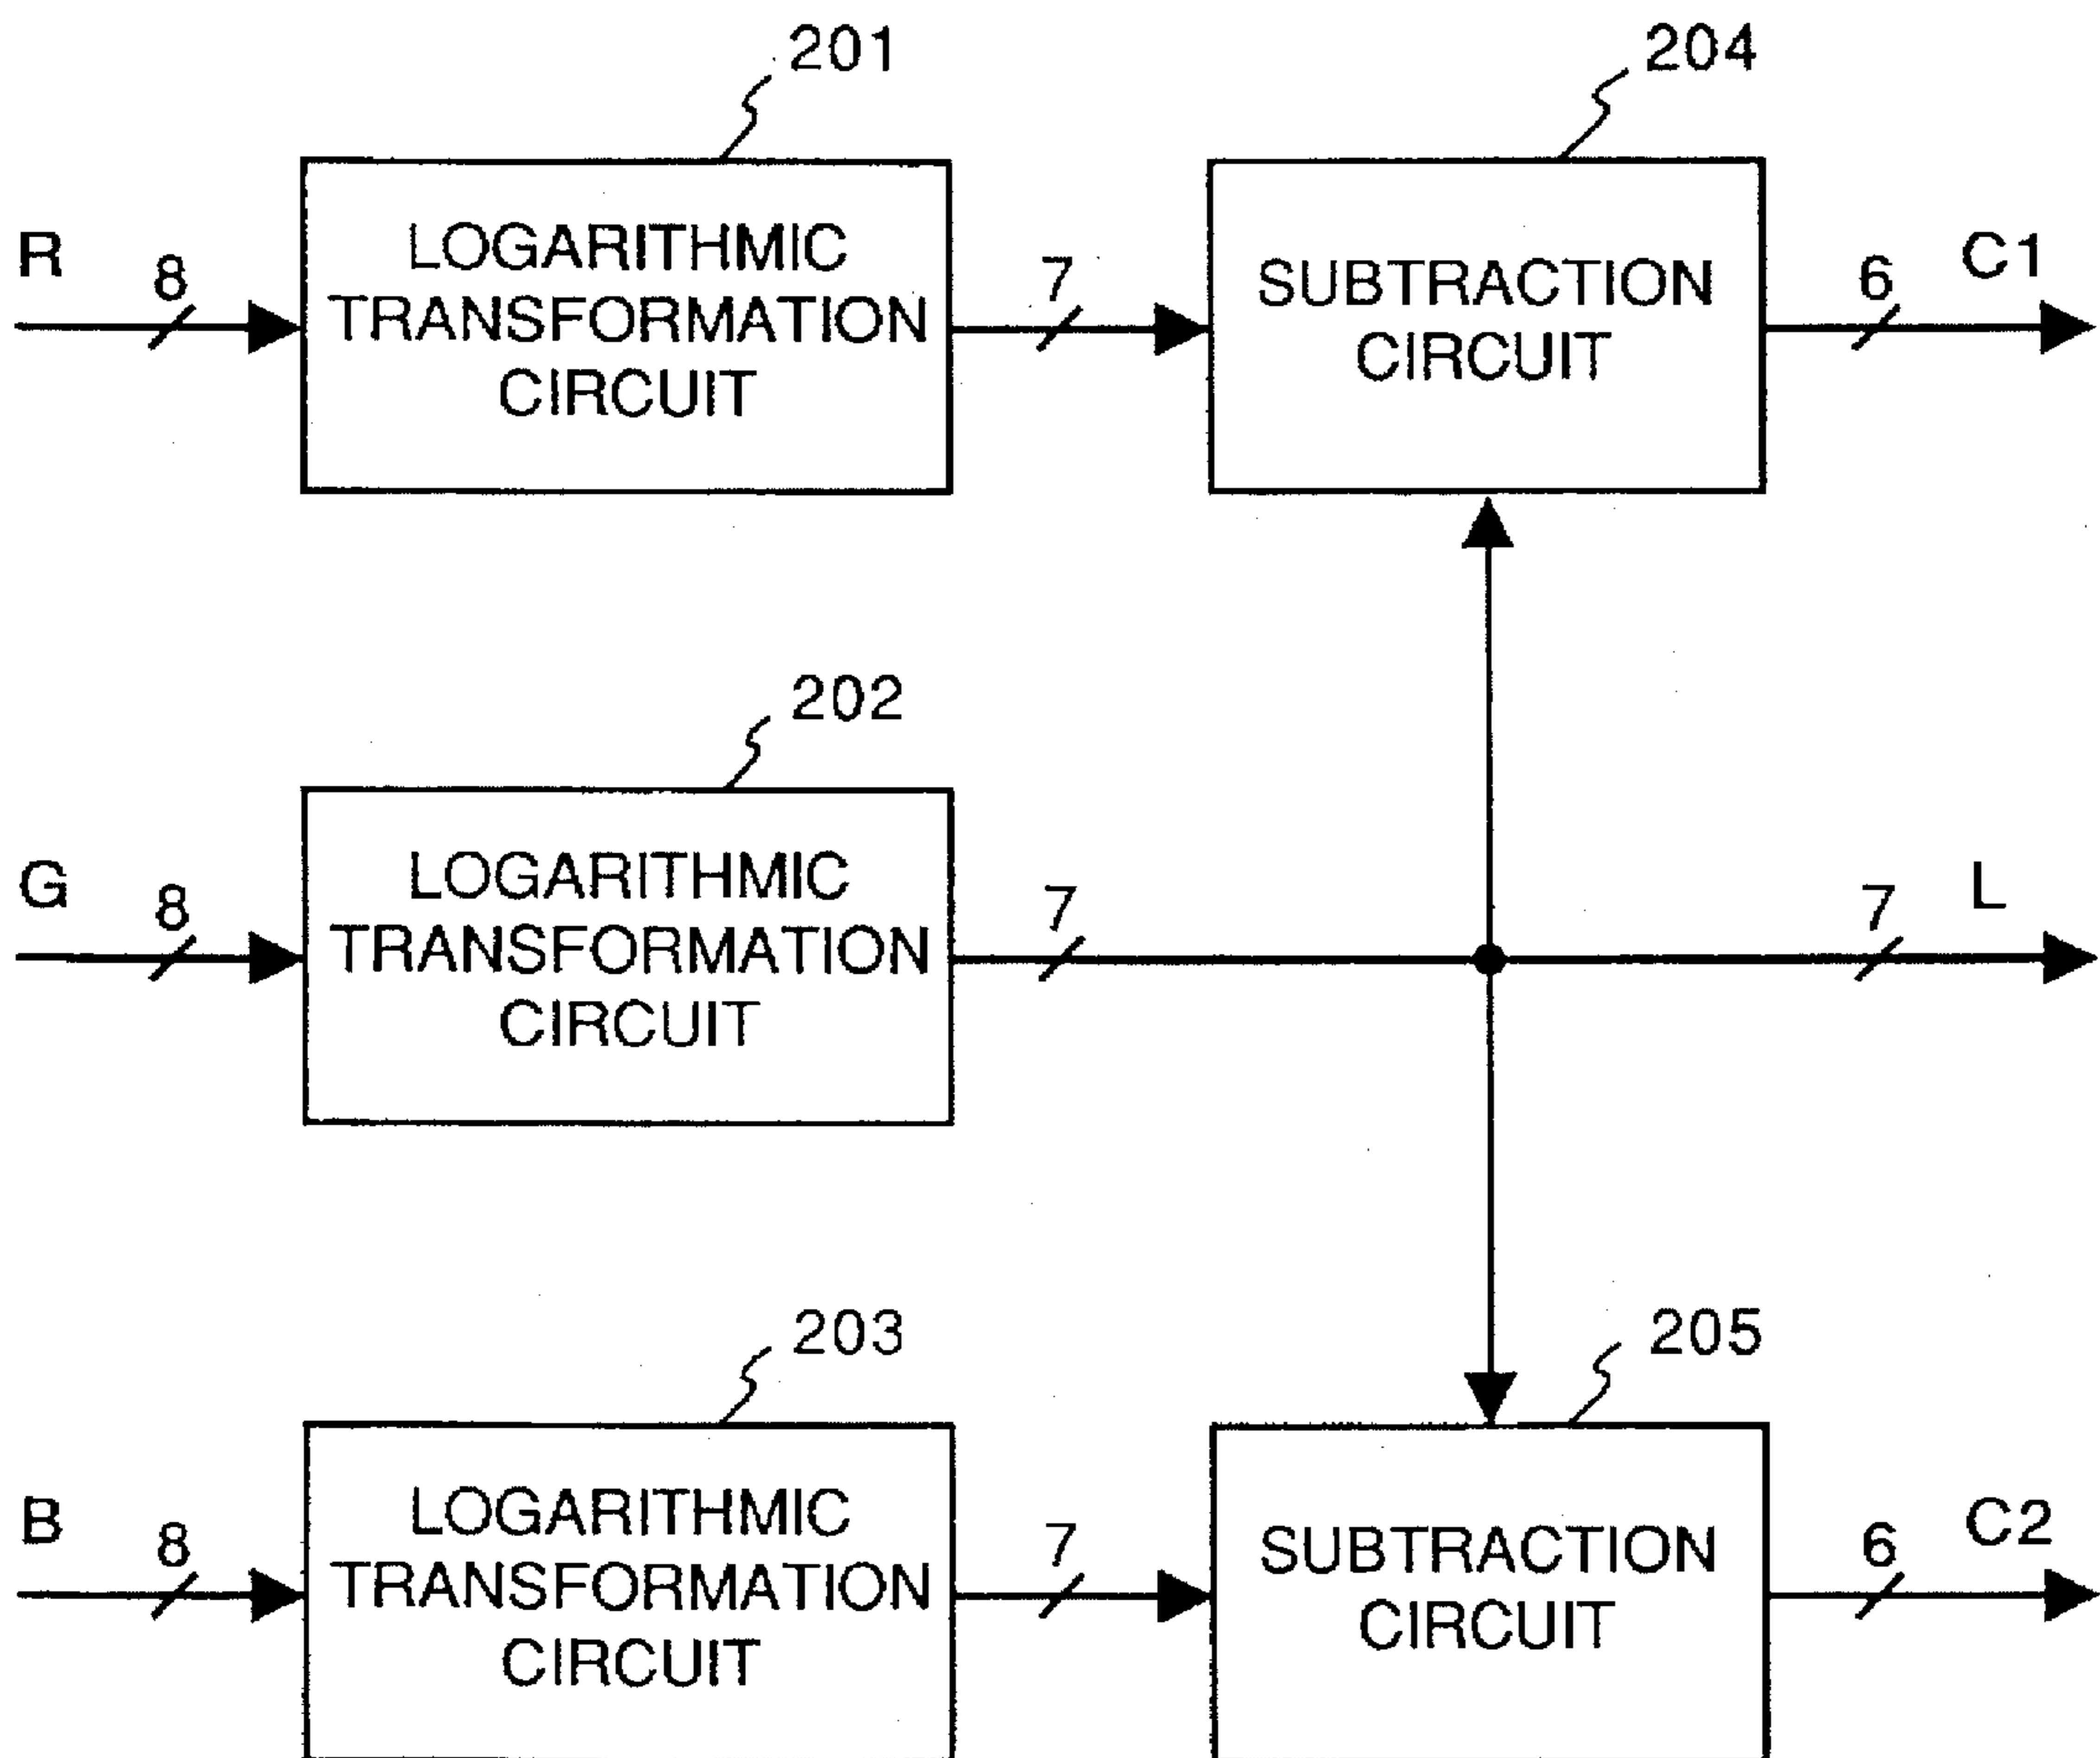 201
204
R
8
LOGARITHMIC
TRANSFORMATION
CIRCUIT
7
SUBTRACTION
CIRCUIT
6
C1
202
G
8
LOGARITHMIC
TRANSFORMATION
CIRCUIT
7
7
L
203
205
B
8
LOGARITHMIC
TRANSFORMATION
CIRCUIT
7
SUBTRACTION
CIRCUIT
6
C2